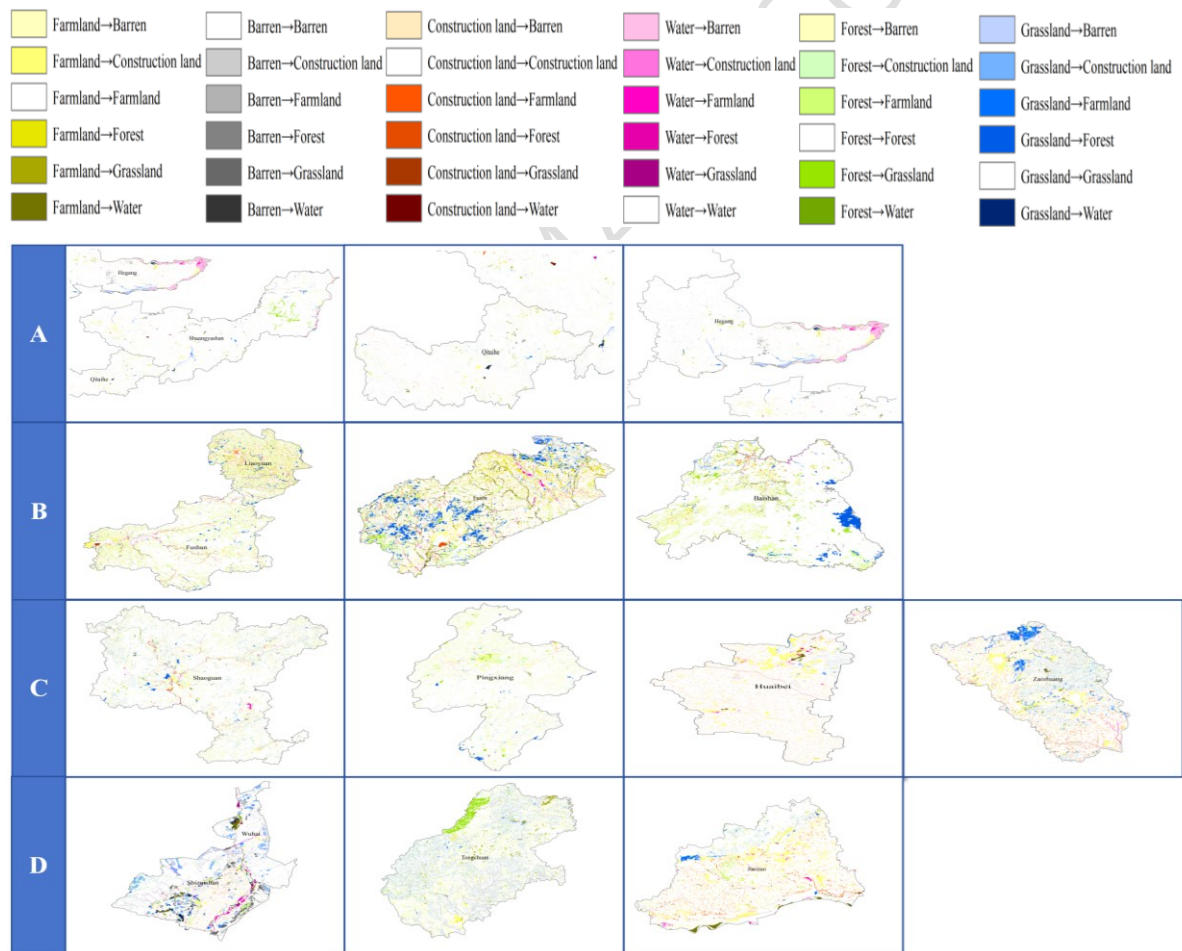 Farmland→Barren Barren→Barren Construction land→Barren Water→Barren Forest→Barren Grassland→Barren
Farmland→Construction land Barren→Construction land Construction land→Construction land Water→Construction land Forest→Construction land Grassland→Construction land
Farmland→Farmland Barren→Farmland Construction land→Farmland Water→Farmland Forest→Farmland Grassland→Farmland
Farmland→Forest Barren→Forest Construction land→Forest Water→Forest Forest→Forest Grassland→Forest
Farmland→Grassland Barren→Grassland Construction land→Grassland Water→Grassland Forest→Grassland Grassland→Grassland
Farmland→Water Barren→Water Construction land→Water Water→Water Forest→Water Grassland→Water
A
Hegang
Shuangyashan
Qitaihe
Qitaihe
Hegang
B
Liaoyuan
Fushun
Baishan
C
Shaoguan
Pingxiang
Huaibei
Zaozhuang
D
Wuhai
Shizuishan
Tongchuan